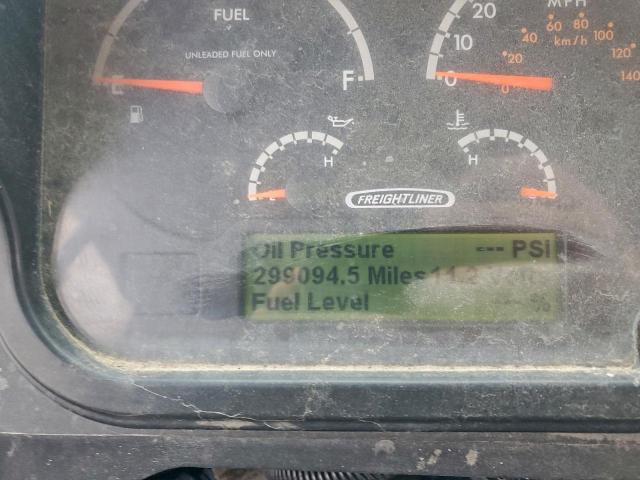 FUEL
UNLEADED FUEL ONLY
E
F
MPH
20
10
0
60 80
40 100
km/h
20 120
0 140
H
H
FREIGHTLINER
Oil Pressure --- PSI
299094.5 Miles
Fuel Level %